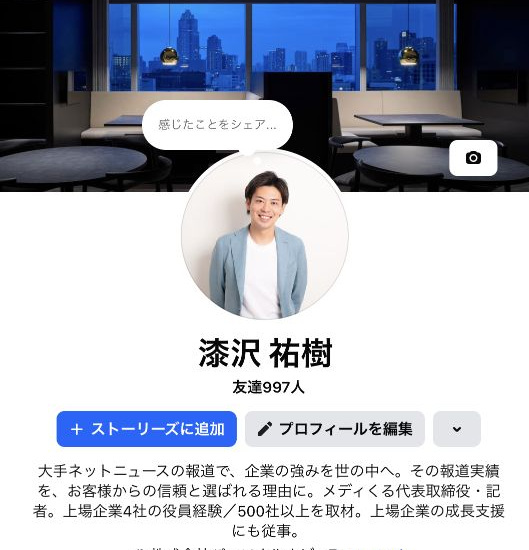 感じたことをシェア...
漆沢 祐樹
友達997人
+ ストーリーズに追加
プロフィールを編集
大手ネットニュースの報道で、企業の強みを世の中へ。その報道実績
を、お客様からの信頼と選ばれる理由に。メディくる代表取締役・記
者。上場企業4社の役員経験／500社以上を取材。上場企業の成長支援
にも従事。